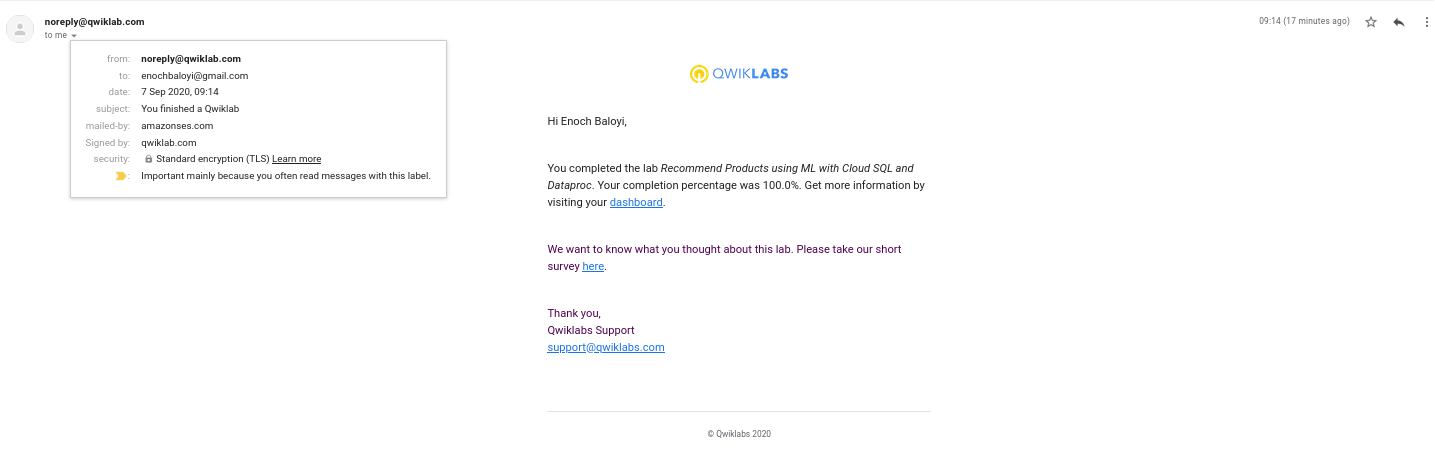 noreply@qwiklab.com
09:14 (17 minutes ago)
to me
from: noreply@qwiklab.com
to: enochbaloyi@gmail.com
date: 7 Sep 2020, 09:14
subject: You finished a Qwiklab
mailed-by: amazonses.com
Signed by: qwiklab.com
security: Standard encryption (TLS) Learn more
: Important mainly because you often read messages with this label.
QWIKLABS
Hi Enoch Baloyi,
You completed the lab Recommend Products using ML with Cloud SQL and
Dataproc. Your completion percentage was 100.0%. Get more information by
visiting your dashboard.
We want to know what you thought about this lab. Please take our short
survey here.
Thank you,
Qwiklabs Support
support@qwiklabs.com
© Qwiklabs 2020